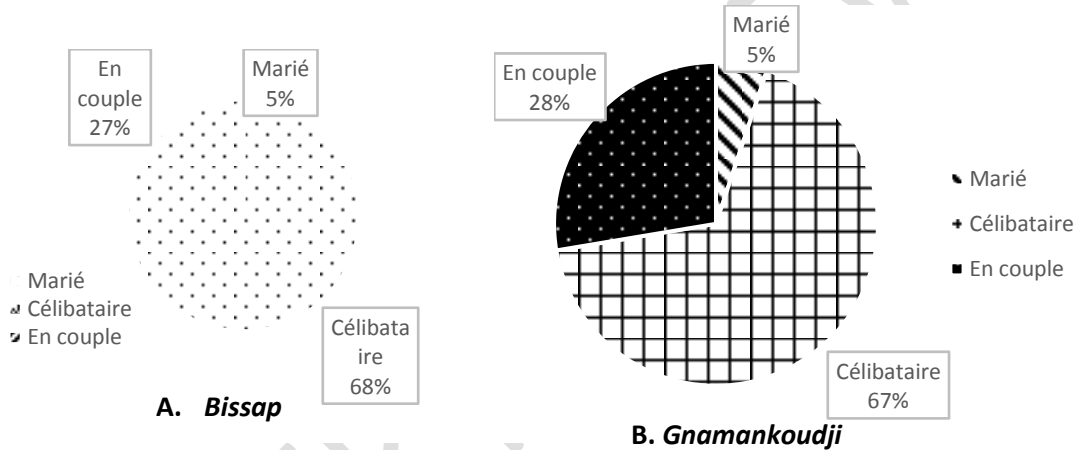 En
couple
27%
Marié
5%
Célibata
ire
68%
Marié
Célibataire
En couple
A. Bissap
Marié
5%
En couple
28%
Célibataire
67%
Marié
Célibataire
En couple
B. Gnamankoudji